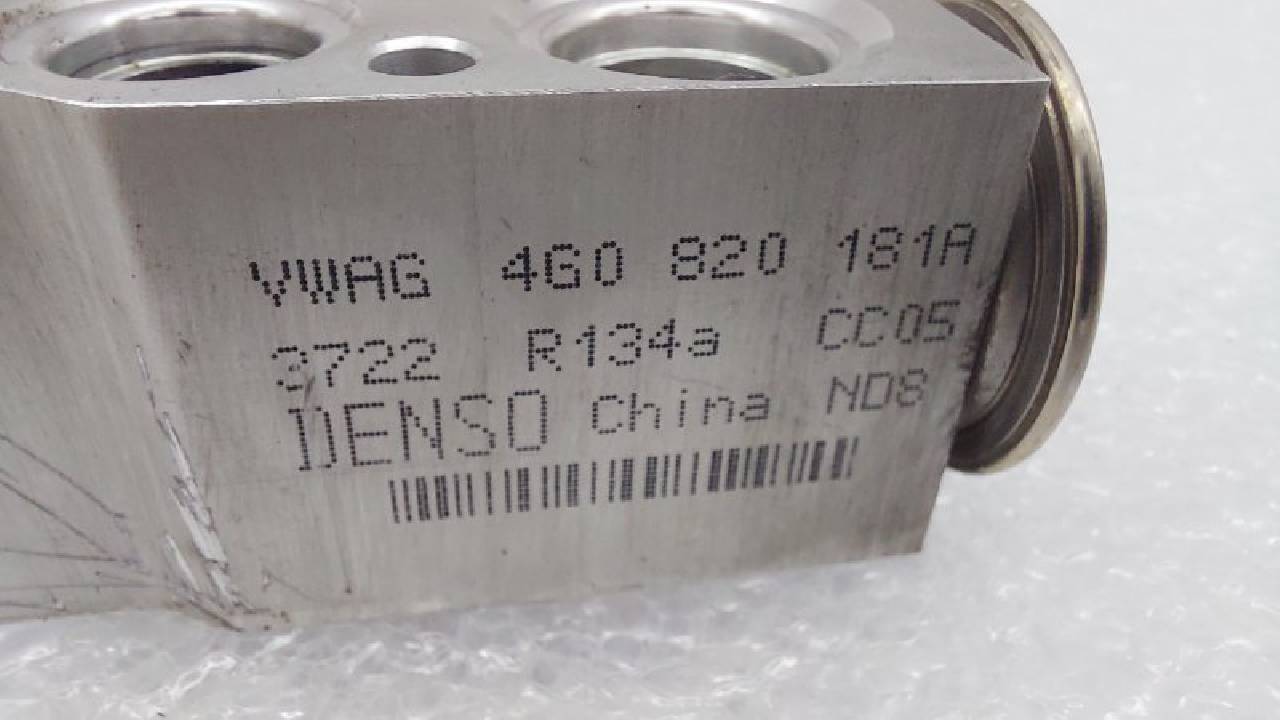 VWAG 4G0 820 181A
3722 R134a CC05
DENSO China ND8